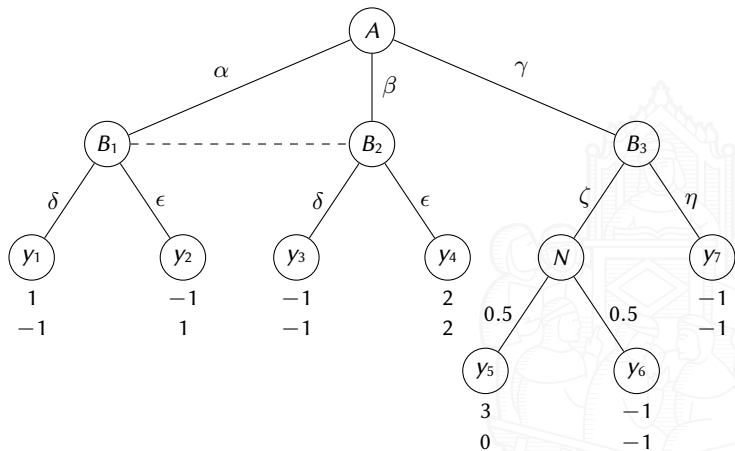 A
α
β
γ
B₁
B₂
B₃
δ
ϵ
δ
ϵ
ζ
η
y₁
y₂
y₃
y₄
N
y₇
1 −1 −1 2 −1
−1 1 −1 2 −1
0.5 0.5
y₅ y₆
3 −1
0 −1